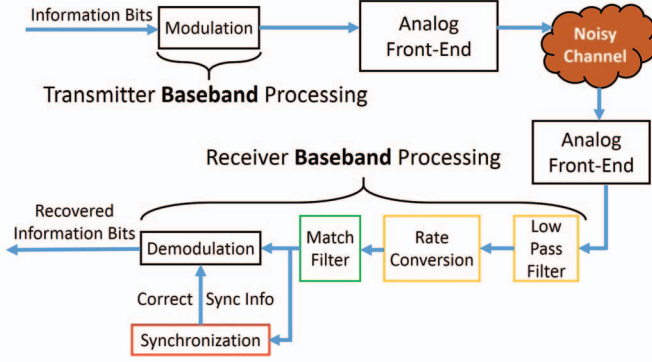 Information Bits
Modulation
Analog
Front-End
Noisy
Channel
Transmitter Baseband Processing
Analog
Front-End
Receiver Baseband Processing
Recovered
Information Bits
Demodulation
Match
Filter
Rate
Conversion
Low
Pass
Filter
Correct Sync Info
Synchronization